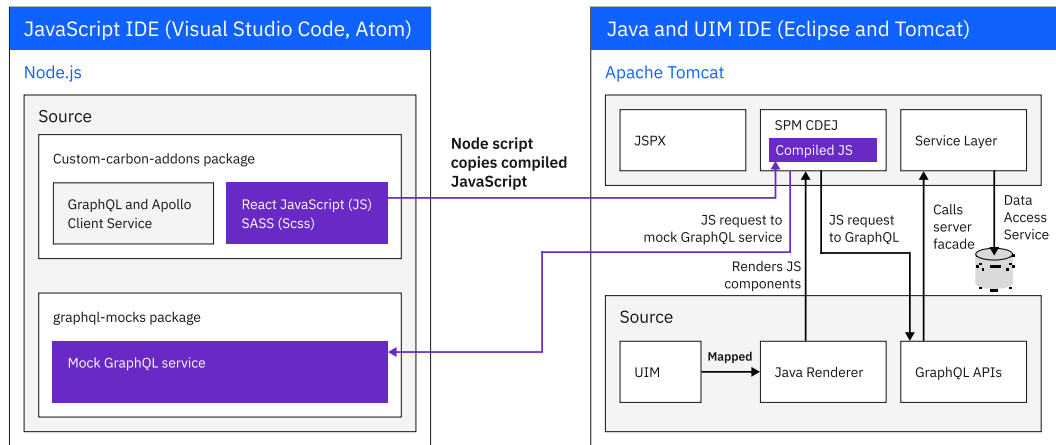 JavaScript IDE (Visual Studio Code, Atom)
Node.js
Source
Custom-carbon-addons package
GraphQL and Apollo
Client Service
React JavaScript (JS)
SASS (Scss)
graphql-mocks package
Mock GraphQL service
Node script
copies compiled
JavaScript
Java and UIM IDE (Eclipse and Tomcat)
Apache Tomcat
JSPX
SPM CDEJ
Compiled JS
Service Layer
JS request to
mock GraphQL service
JS request
to GraphQL
Calls
server
facade
Data
Access
Service
Renders JS
components
Source
UIM
Mapped
Java Renderer
GraphQL APIs